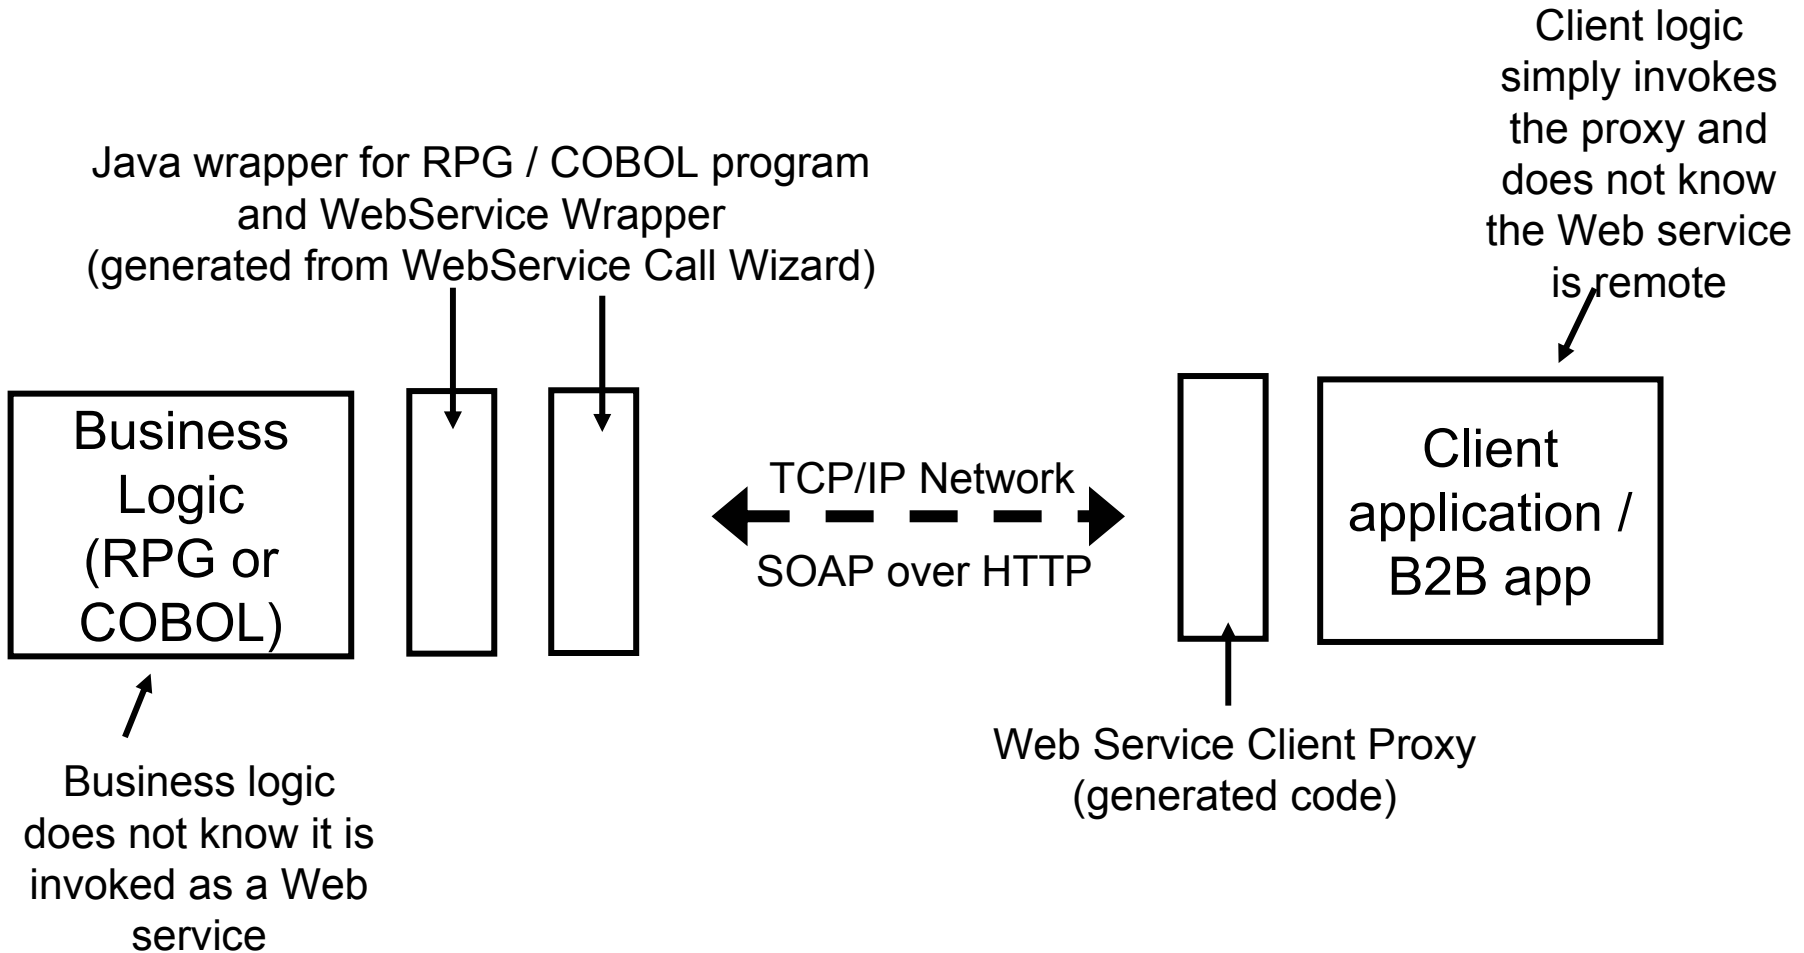 Client logic
simply invokes
the proxy and
does not know
the Web service
is remote
Java wrapper for RPG / COBOL program
and WebService Wrapper
(generated from WebService Call Wizard)
Business
Logic
(RPG or
COBOL)
TCP/IP Network
SOAP over HTTP
Client
application /
B2B app
Web Service Client Proxy
(generated code)
Business logic
does not know it is
invoked as a Web
service